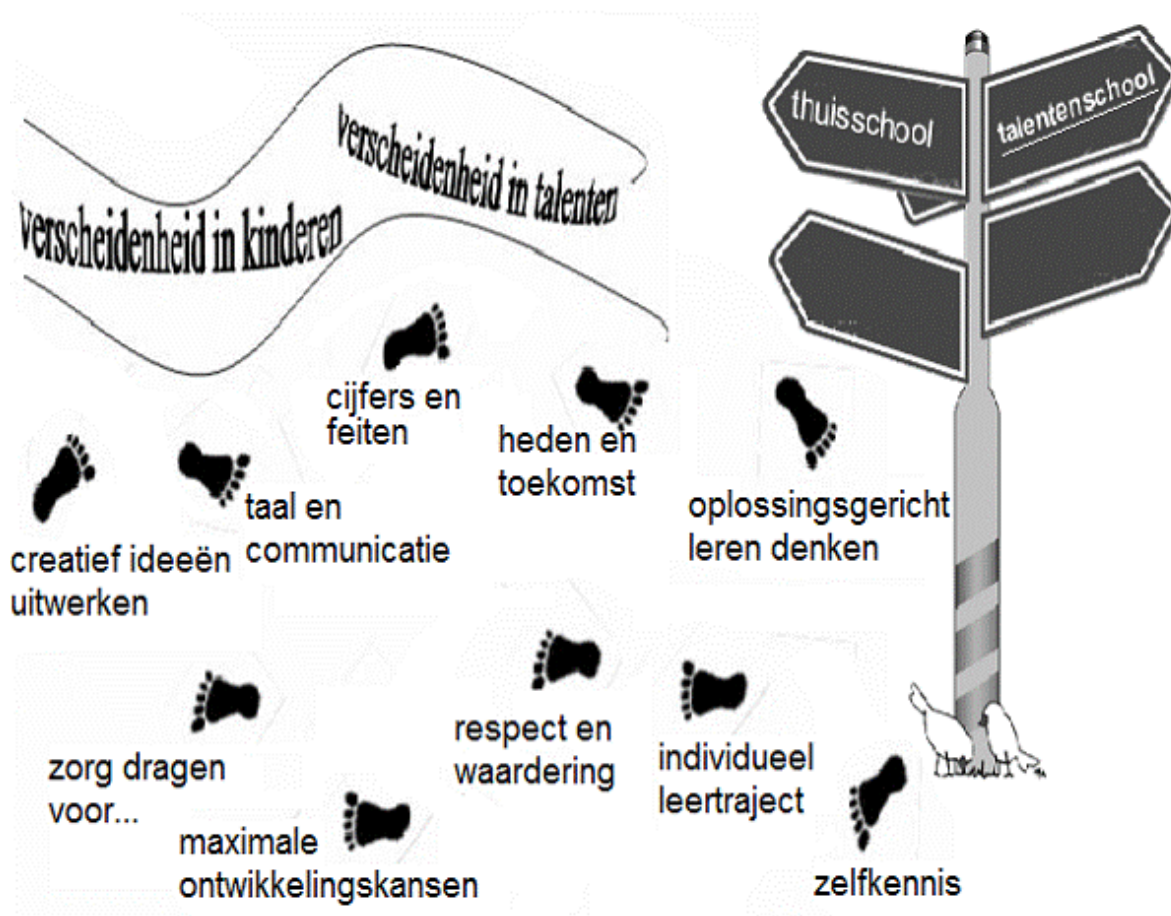 verscheidenheid in kinderen
verscheidenheid in talenten
thuisschool
talentenschool
cijfers en
feiten
heden en
toekomst
oplossingsgericht
leren denken
taal en
communicatie
creatief ideeën
uitwerken
zorg dragen
voor...
maximale
ontwikkelingskansen
respect en
waardering
individueel
leertraject
zelfkennis